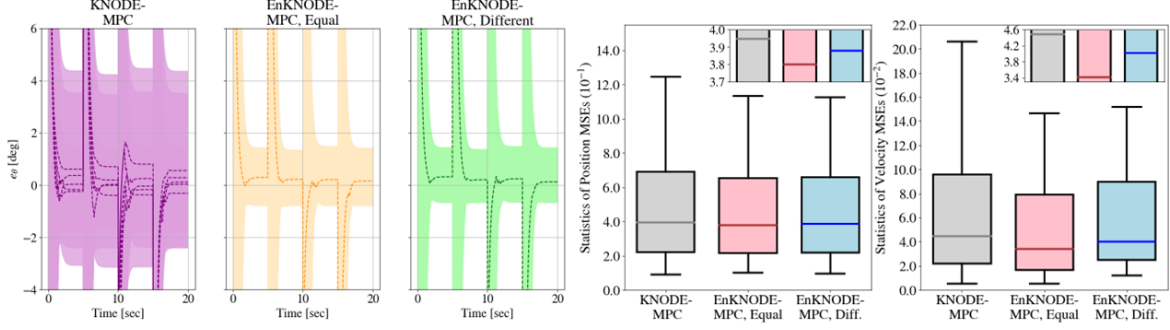 KNODE-
MPC
EnKNODE-
MPC, Equal
EnKNODE-
MPC, Different
6
4
2
0
−2
−4
e_θ [deg]
0
10
20
Time [sec]
0
10
20
Time [sec]
0
10
20
Time [sec]
Statistics of Position MSEs (10⁻¹)
14.0
12.0
10.0
8.0
6.0
4.0
2.0
0.0
4.0
3.9
3.8
3.7
KNODE-
MPC
EnKNODE-
MPC, Equal
EnKNODE-
MPC, Diff.
Statistics of Velocity MSEs (10⁻²)
22.0
20.0
18.0
16.0
14.0
12.0
10.0
8.0
6.0
4.0
2.0
0.0
4.6
4.2
3.8
3.4
KNODE-
MPC
EnKNODE-
MPC, Equal
EnKNODE-
MPC, Diff.